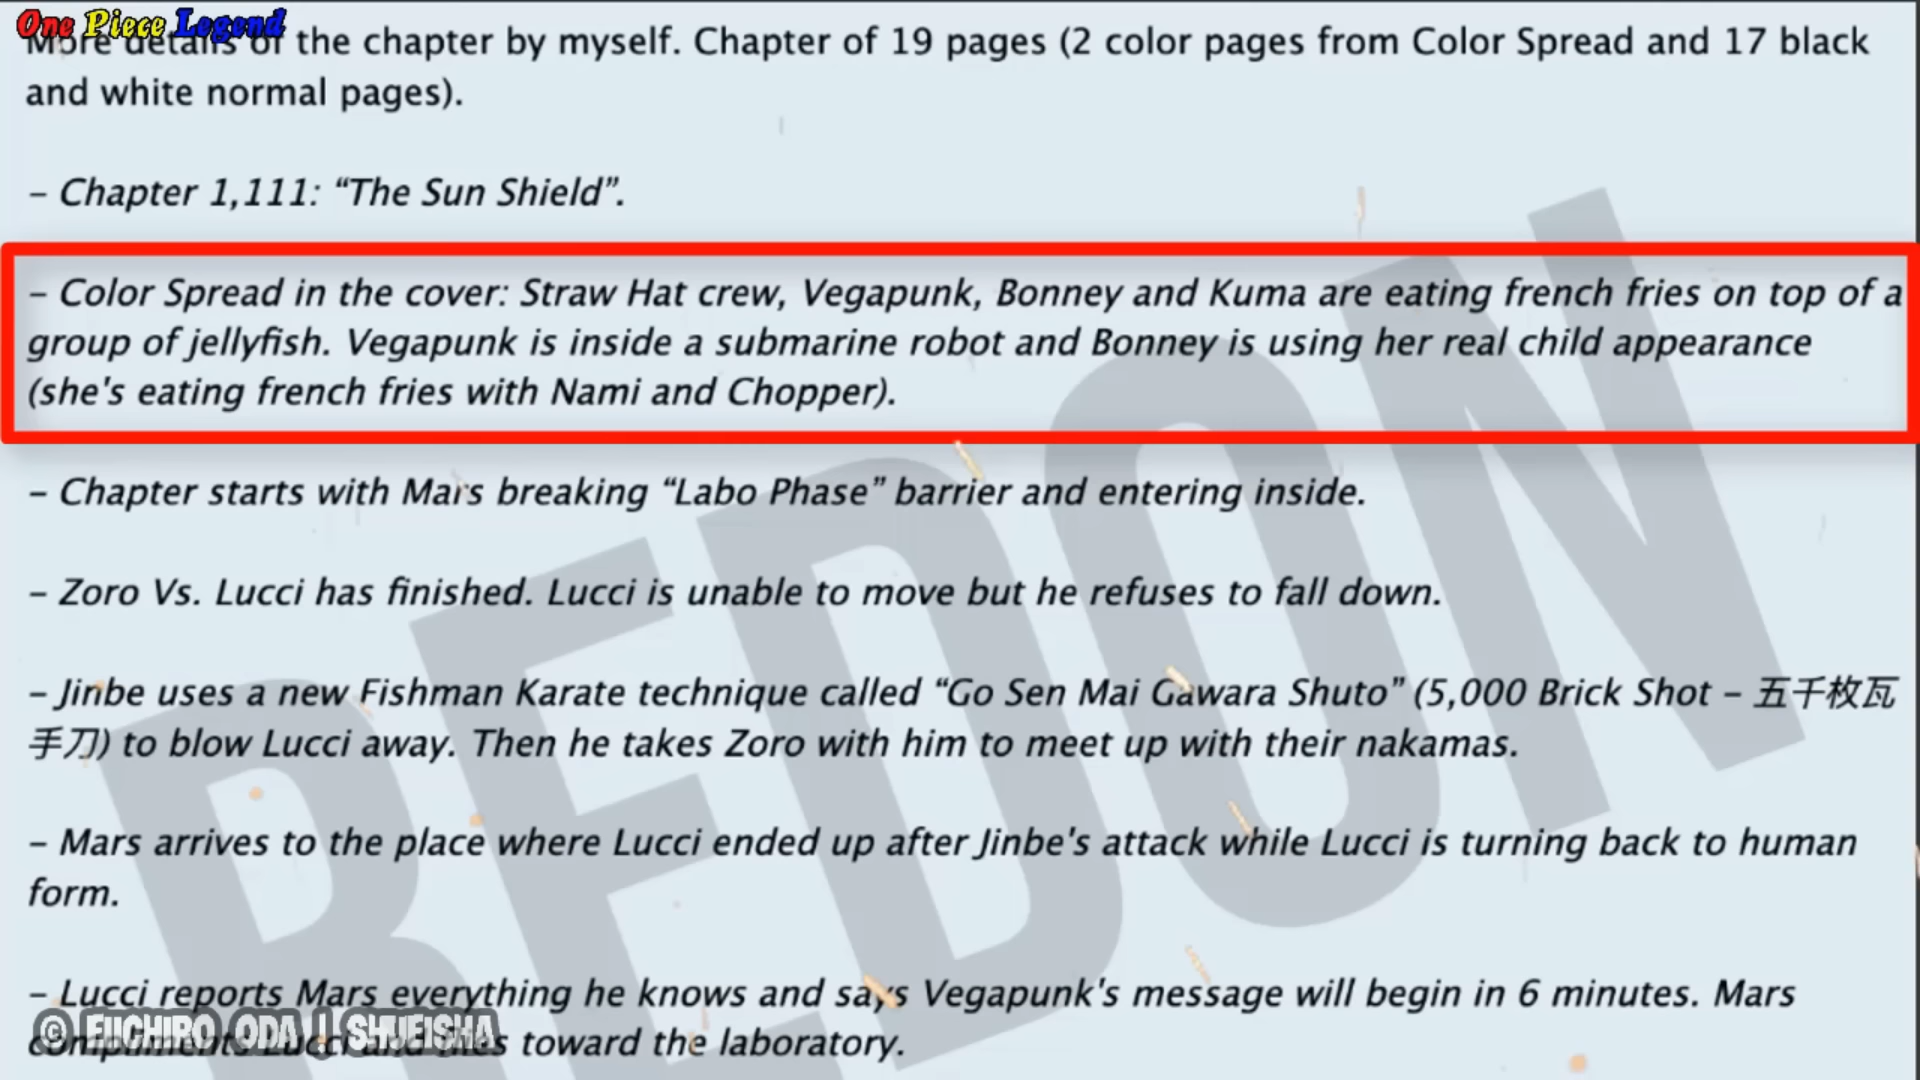 One Piece Legend
More details of the chapter by myself. Chapter of 19 pages (2 color pages from Color Spread and 17 black
and white normal pages).
– Chapter 1,111: “The Sun Shield”.
– Color Spread in the cover: Straw Hat crew, Vegapunk, Bonney and Kuma are eating french fries on top of a
group of jellyfish. Vegapunk is inside a submarine robot and Bonney is using her real child appearance
(she's eating french fries with Nami and Chopper).
– Chapter starts with Mars breaking “Labo Phase” barrier and entering inside.
– Zoro Vs. Lucci has finished. Lucci is unable to move but he refuses to fall down.
– Jinbe uses a new Fishman Karate technique called “Go Sen Mai Gawara Shuto” (5,000 Brick Shot – 五千枚瓦
手刀) to blow Lucci away. Then he takes Zoro with him to meet up with their nakamas.
– Mars arrives to the place where Lucci ended up after Jinbe's attack while Lucci is turning back to human
form.
– Lucci reports Mars everything he knows and says Vegapunk's message will begin in 6 minutes. Mars
compliments Lucci and flies toward the laboratory.
© EIICHIRO ODA / SHUEISHA
REDON